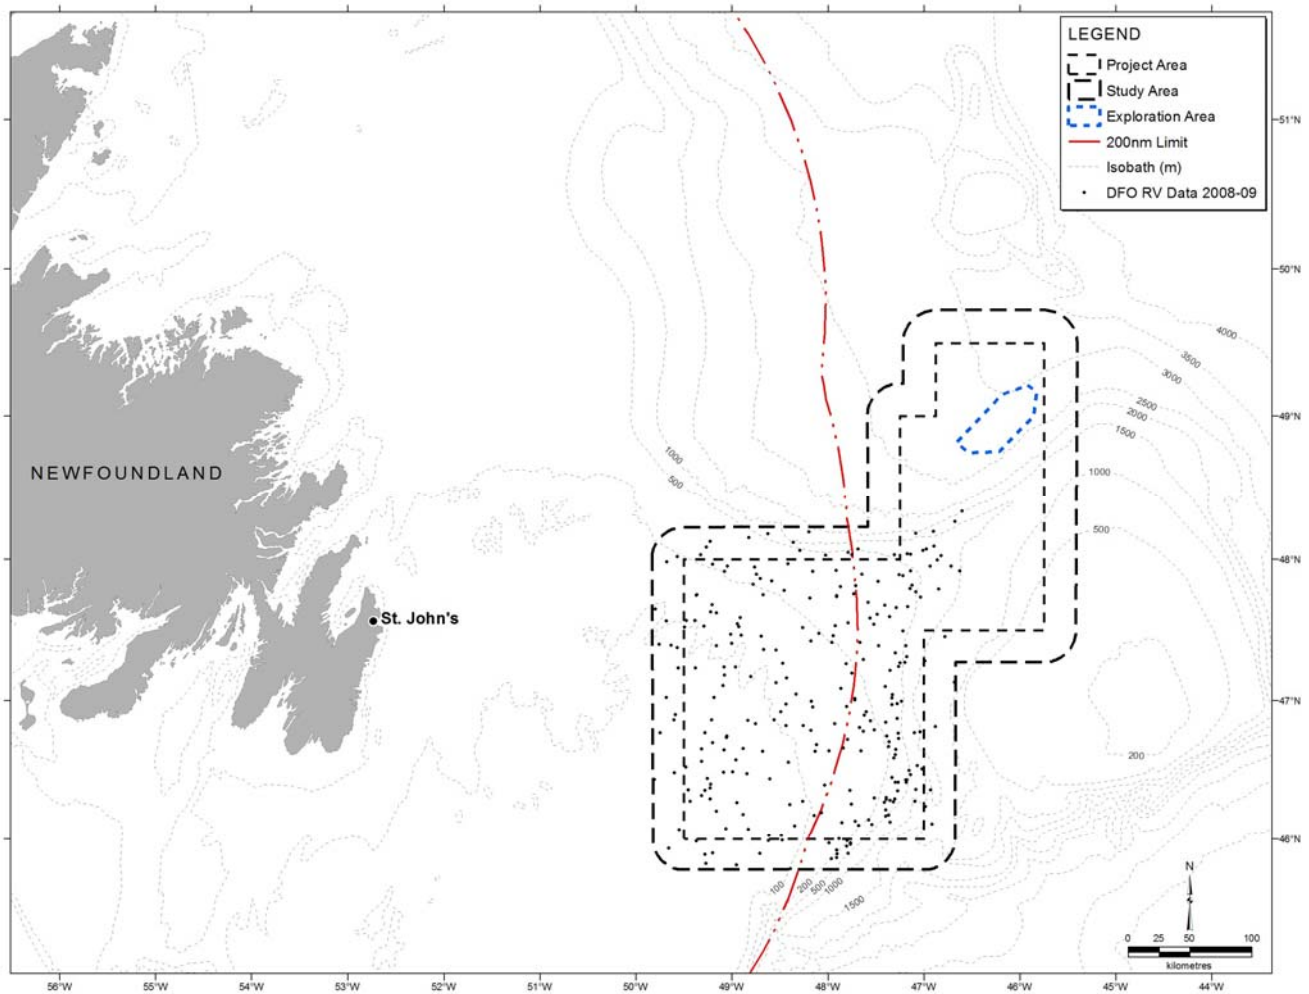 LEGEND
Project Area
Study Area
Exploration Area
200nm Limit
Isobath (m)
DFO RV Data 2008-09
51°N
50°N
4000
3500
3000
2500
2000
49°N
1500
1000
1000
500
NEWFOUNDLAND
500
48°N
St. John's
47°N
200
46°N
N
100
200
500
1000
1500
0 25 50 100
kilometres
56°W 55°W 54°W 53°W 52°W 51°W 50°W 49°W 48°W 47°W 46°W 45°W 44°W